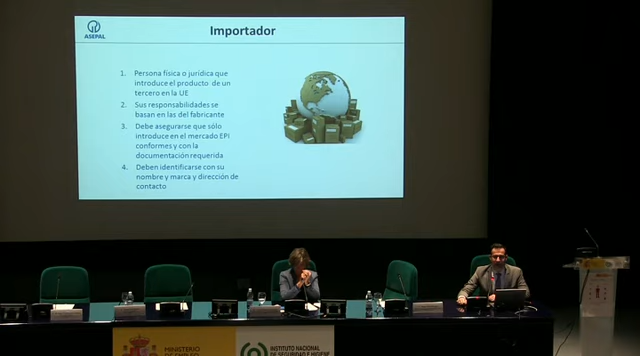 ASEPAL
Importador
1. Persona física o jurídica que
introduce el producto de un
tercero en la UE
2. Sus responsabilidades se
basan en las del fabricante
3. Debe asegurarse que sólo
introduce en el mercado EPI
conformes y con la
documentación requerida
4. Deben identificarse con su
nombre y marca y dirección de
contacto
MINISTERIO
DE EMPLEO
INSTITUTO NACIONAL
DE SEGURIDAD E HIGIENE